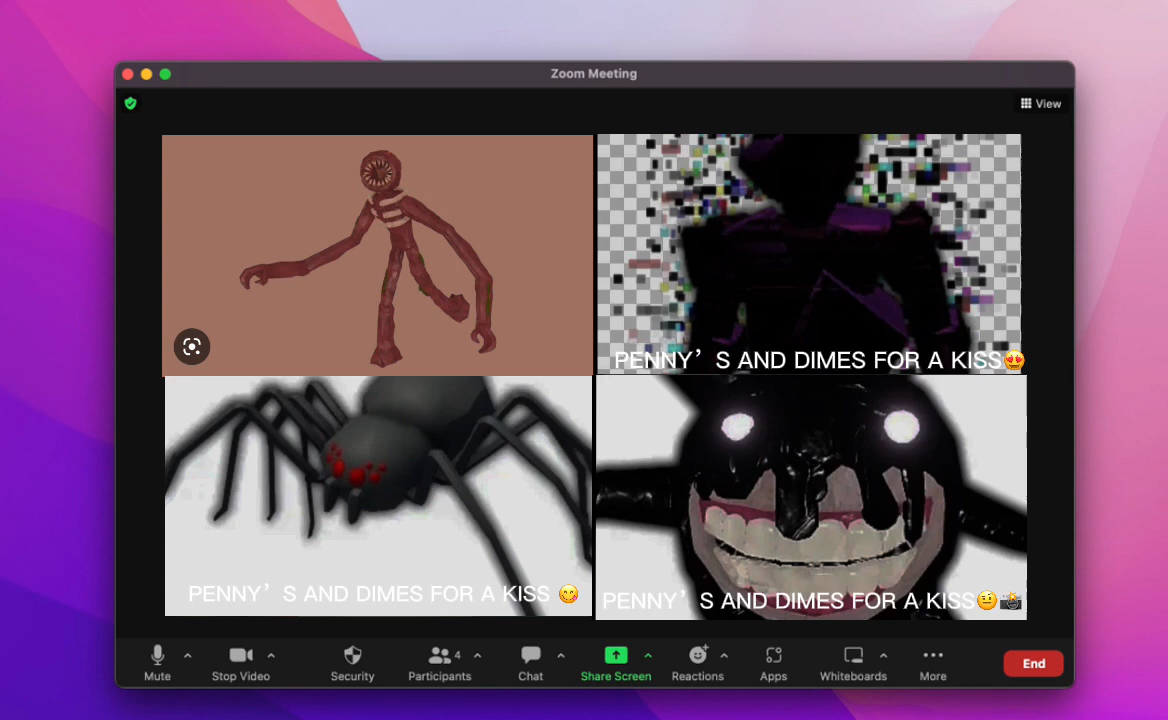 Zoom Meeting
View
PENNY’S AND DIMES FOR A KISS😍
PENNY’S AND DIMES FOR A KISS 😋
PENNY’S AND DIMES FOR A KISS🤨📸
Mute
Stop Video
Security
4
Participants
Chat
Share Screen
Reactions
Apps
Whiteboards
More
End